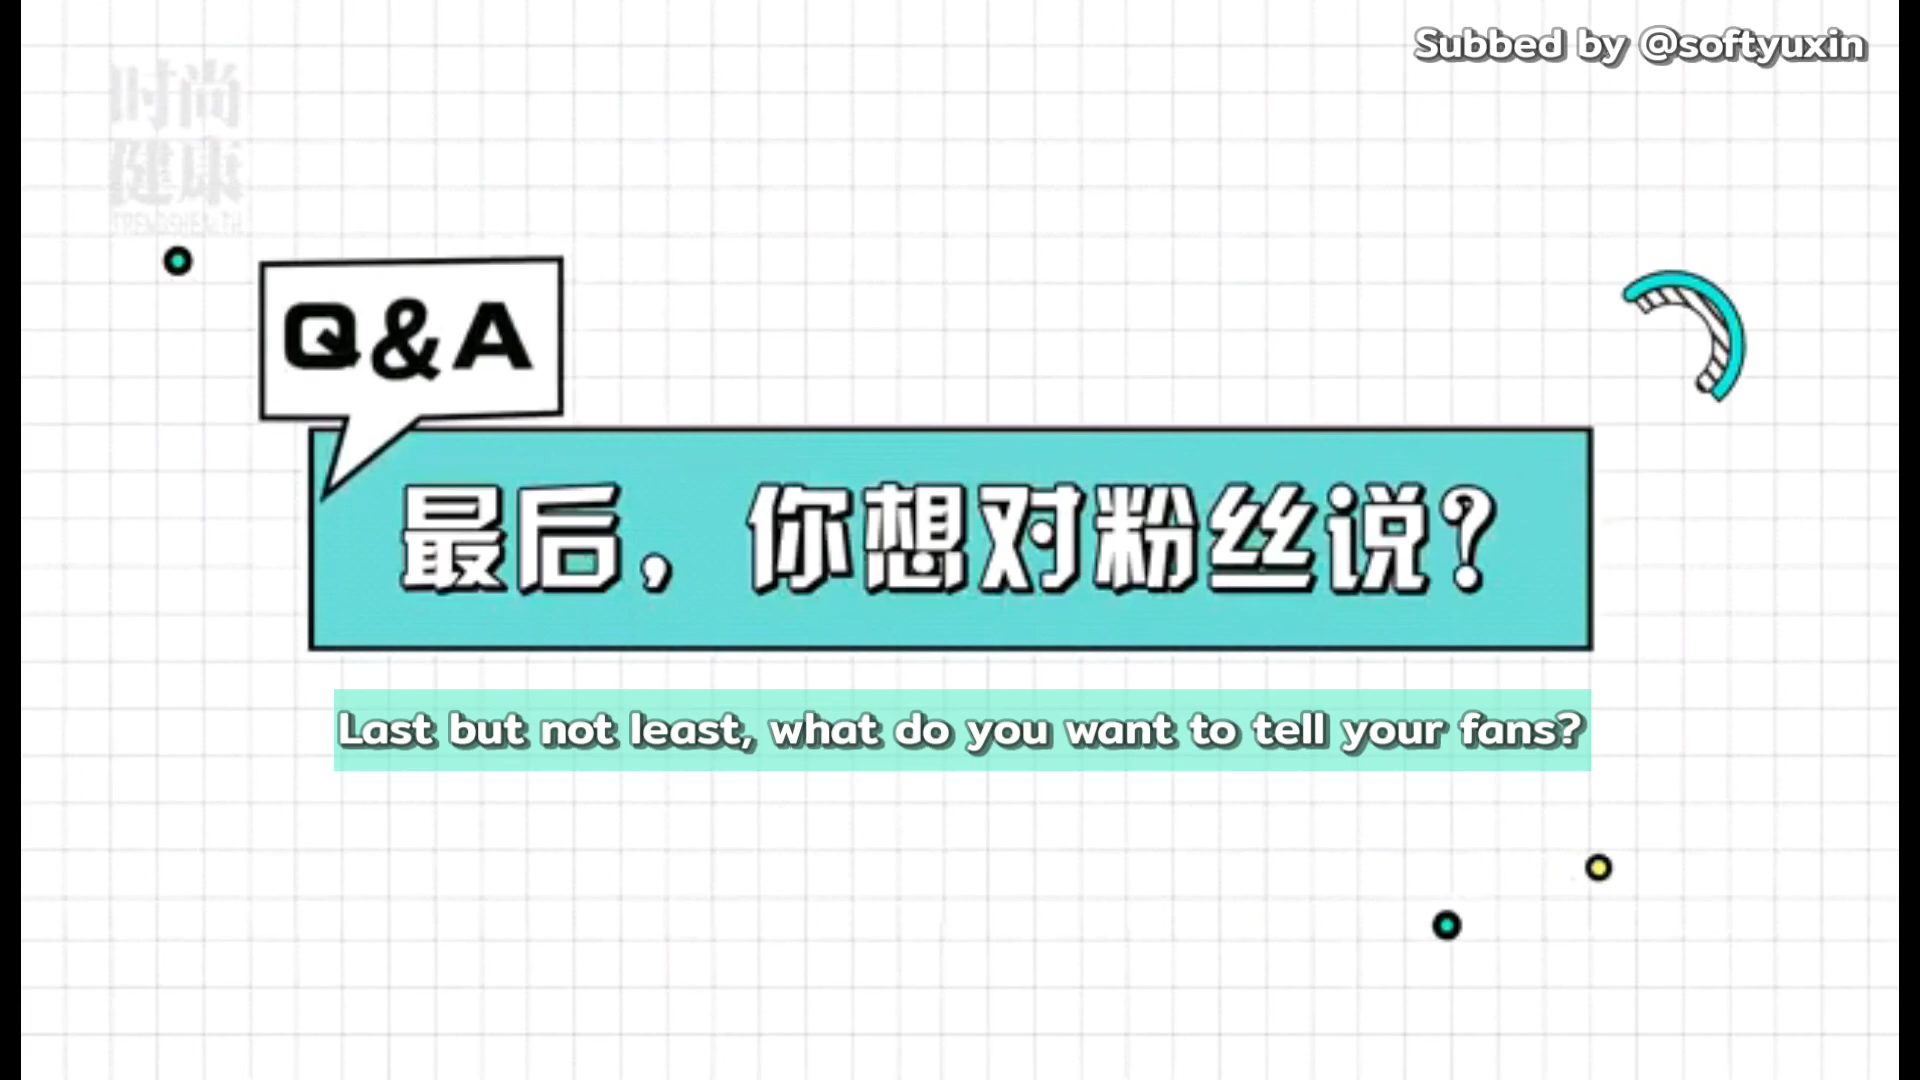 Subbed by @softyuxin
时尚
健康
TRENDSHEALTH
Q&A
最后，你想对粉丝说？
Last but not least, what do you want to tell your fans?